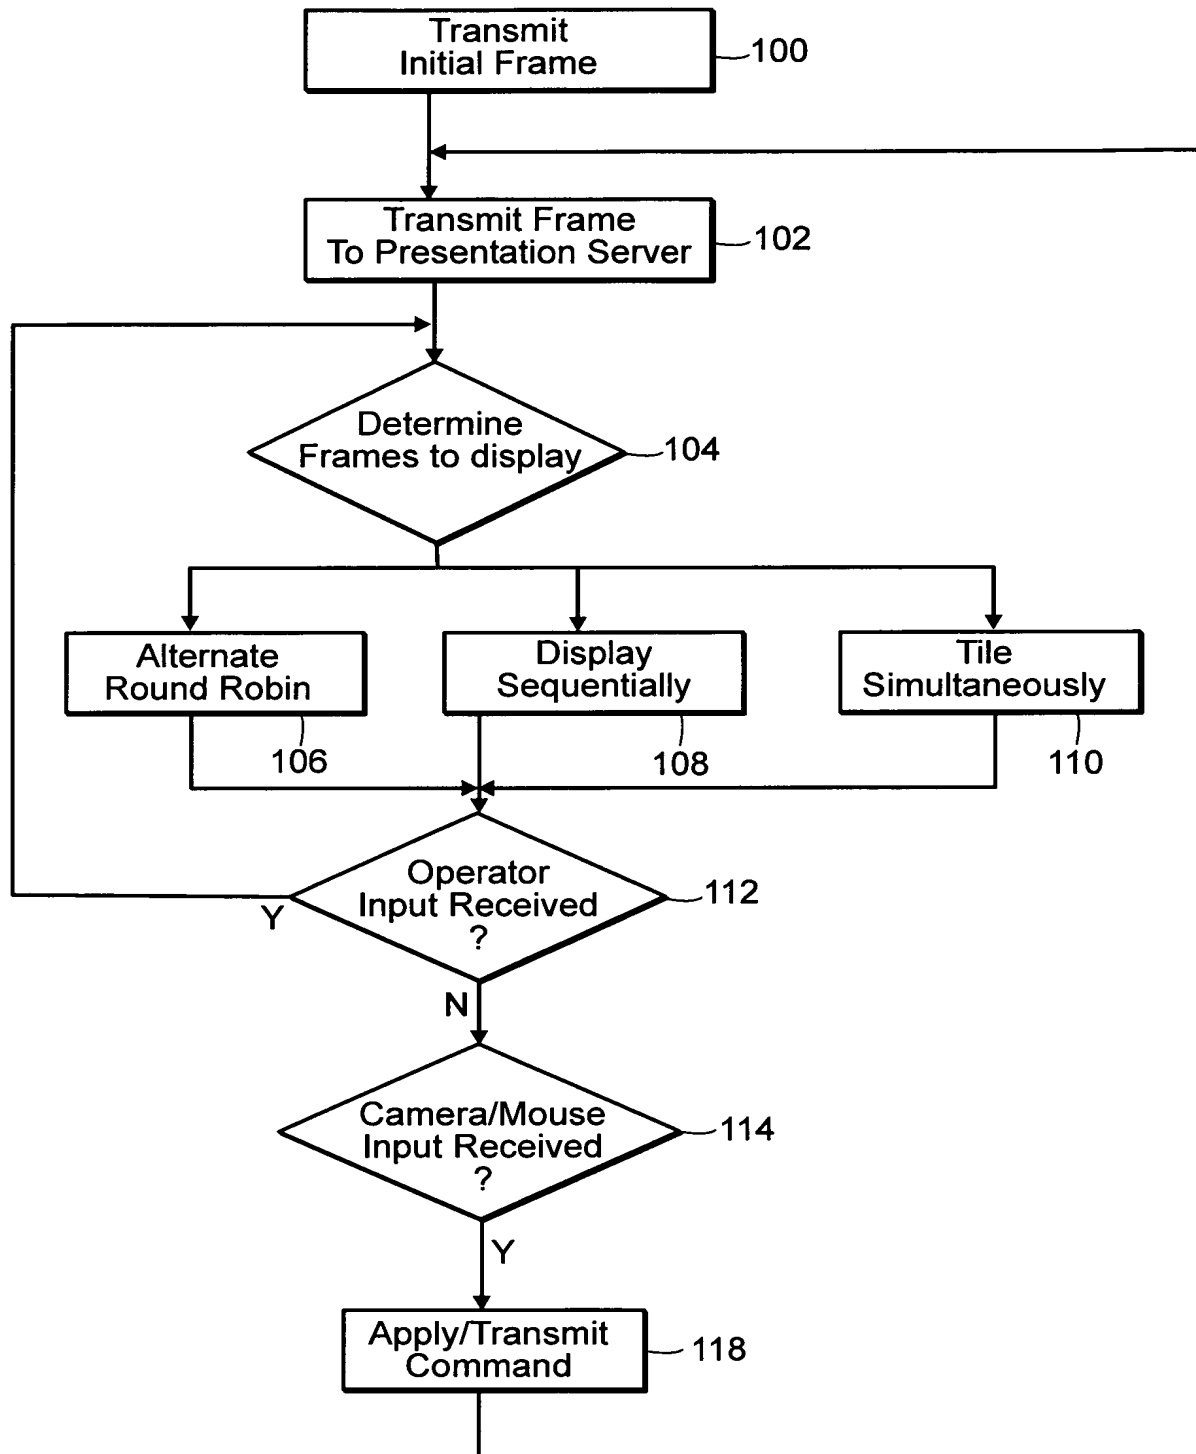 Transmit
Initial Frame
100
Transmit Frame
To Presentation Server
102
Determine
Frames to display
104
Alternate
Round Robin
106
Display
Sequentially
108
Tile
Simultaneously
110
Operator
Input Received
?
112
Y
N
Camera/Mouse
Input Received
?
114
Y
Apply/Transmit
Command
118